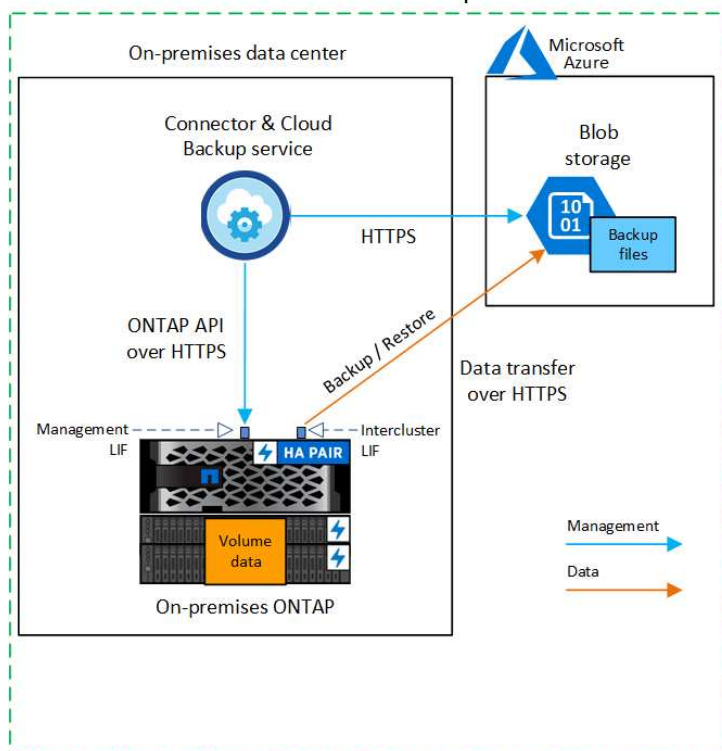 On-premises data center
Microsoft
Azure
Connector & Cloud
Backup service
Blob
storage
10
01
Backup
files
HTTPS
ONTAP API
over HTTPS
Backup / Restore
Data transfer
over HTTPS
Management
LIF
Intercluster
LIF
HA PAIR
Volume
data
On-premises ONTAP
Management
Data